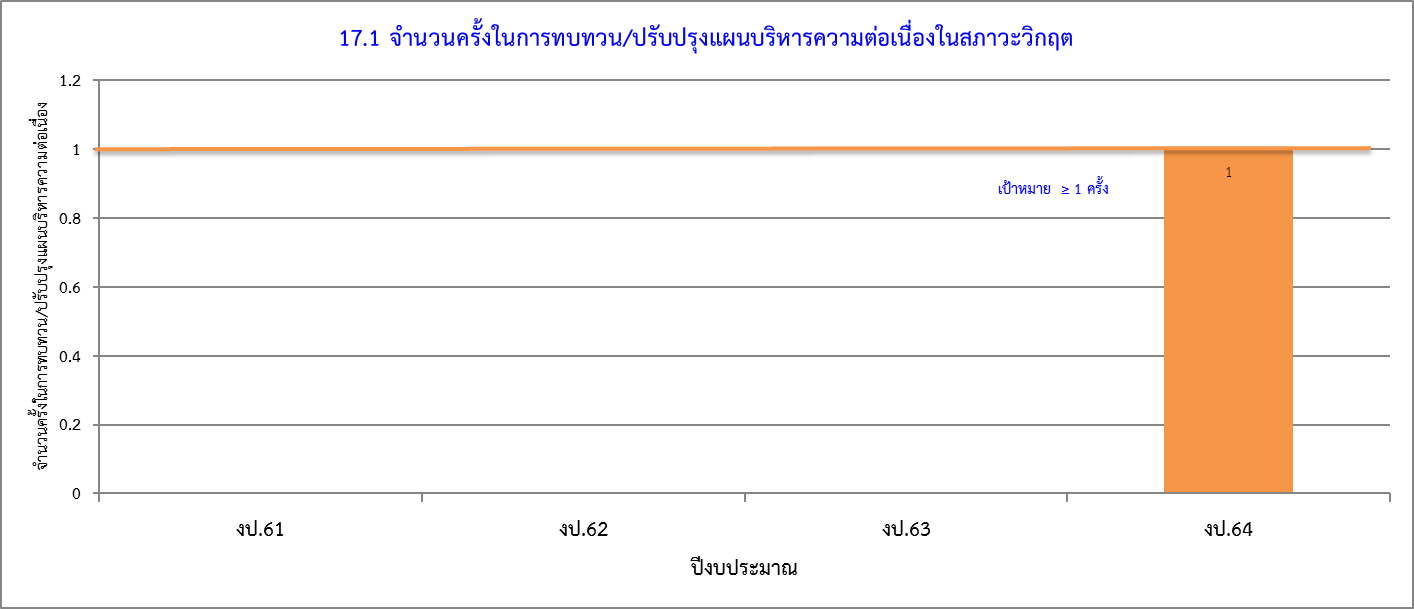 17.1 จำนวนครั้งในการทบทวน/ปรับปรุงแผนบริหารความต่อเนื่องในสภาวะวิกฤต
จำนวนครั้งในการทบทวน/ปรับปรุงแผนบริหารความต่อเนื่อง
1.2
1
0.8
0.6
0.4
0.2
0
เป้าหมาย ≥ 1 ครั้ง
1
งป.61
งป.62
งป.63
งป.64
ปีงบประมาณ